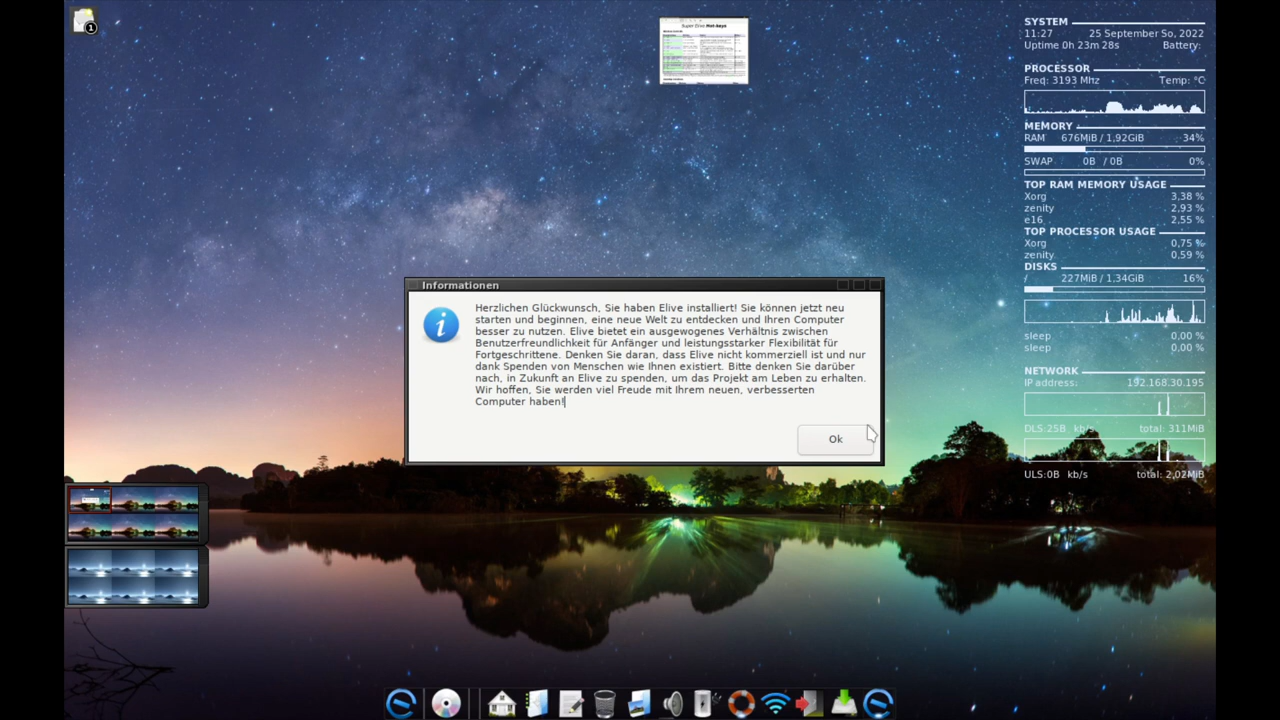 1
Super Elive Hot-keys
SYSTEM
11:27 25 September So, 2022
Uptime 0h 23m 28s Battery:
PROCESSOR
Freq: 3193 Mhz Temp: °C
MEMORY
RAM 676MiB / 1,92GiB 34%
SWAP 0B / 0B 0%
TOP RAM MEMORY USAGE
Xorg 3,38 %
zenity 2,93 %
e16 2,55 %
TOP PROCESSOR USAGE
Xorg 0,75 %
zenity 0,59 %
DISKS
/ 227MiB / 1,34GiB 16%
sleep 0,00 %
sleep 0,00 %
NETWORK
IP address: 192.168.30.195
DLS:25B kb/s total: 311MiB
ULS:0B kb/s total: 2,02MiB
Informationen
Herzlichen Glückwunsch, Sie haben Elive installiert! Sie können jetzt neu
starten und beginnen, eine neue Welt zu entdecken und Ihren Computer
besser zu nutzen. Elive bietet ein ausgewogenes Verhältnis zwischen
Benutzerfreundlichkeit für Anfänger und leistungsstarker Flexibilität für
Fortgeschrittene. Denken Sie daran, dass Elive nicht kommerziell ist und nur
dank Spenden von Menschen wie Ihnen existiert. Bitte denken Sie darüber
nach, in Zukunft an Elive zu spenden, um das Projekt am Leben zu erhalten.
Wir hoffen, Sie werden viel Freude mit Ihrem neuen, verbesserten
Computer haben!
Ok